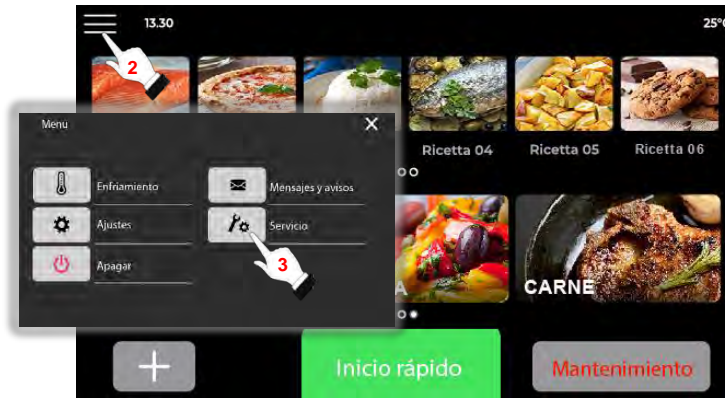 13.30
25°C
2
Menu
X
Enfriamiento
Mensajes y avisos
Ajustes
Servicio
3
Apagar
Ricetta 04
Ricetta 05
Ricetta 06
A
CARNE
+
Inicio rápido
Mantenimiento